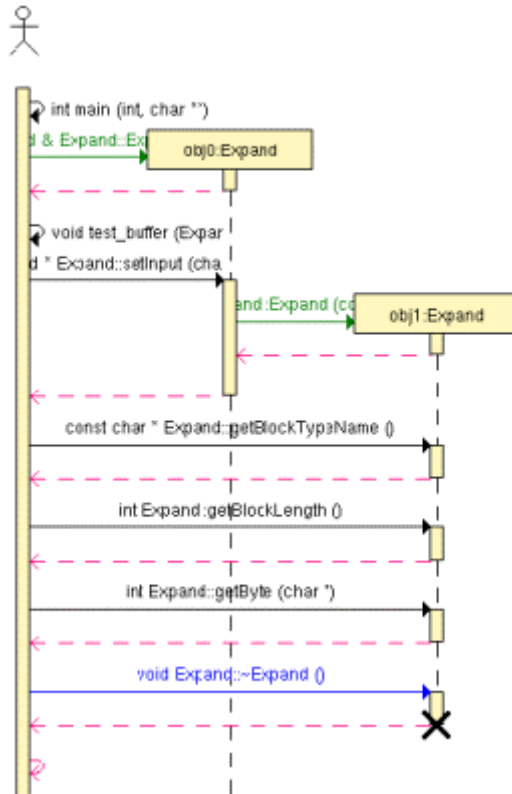 int main (int, char **)
d & Expand::Ex
obj0:Expand
void test_buffer (Expar
d * Expand::setInput (cha
and:Expand (co
obj1:Expand
const char * Expand::getBlockTypeName ()
int Expand::getBlockLength ()
int Expand::getByte (char *)
void Expand::~Expand ()